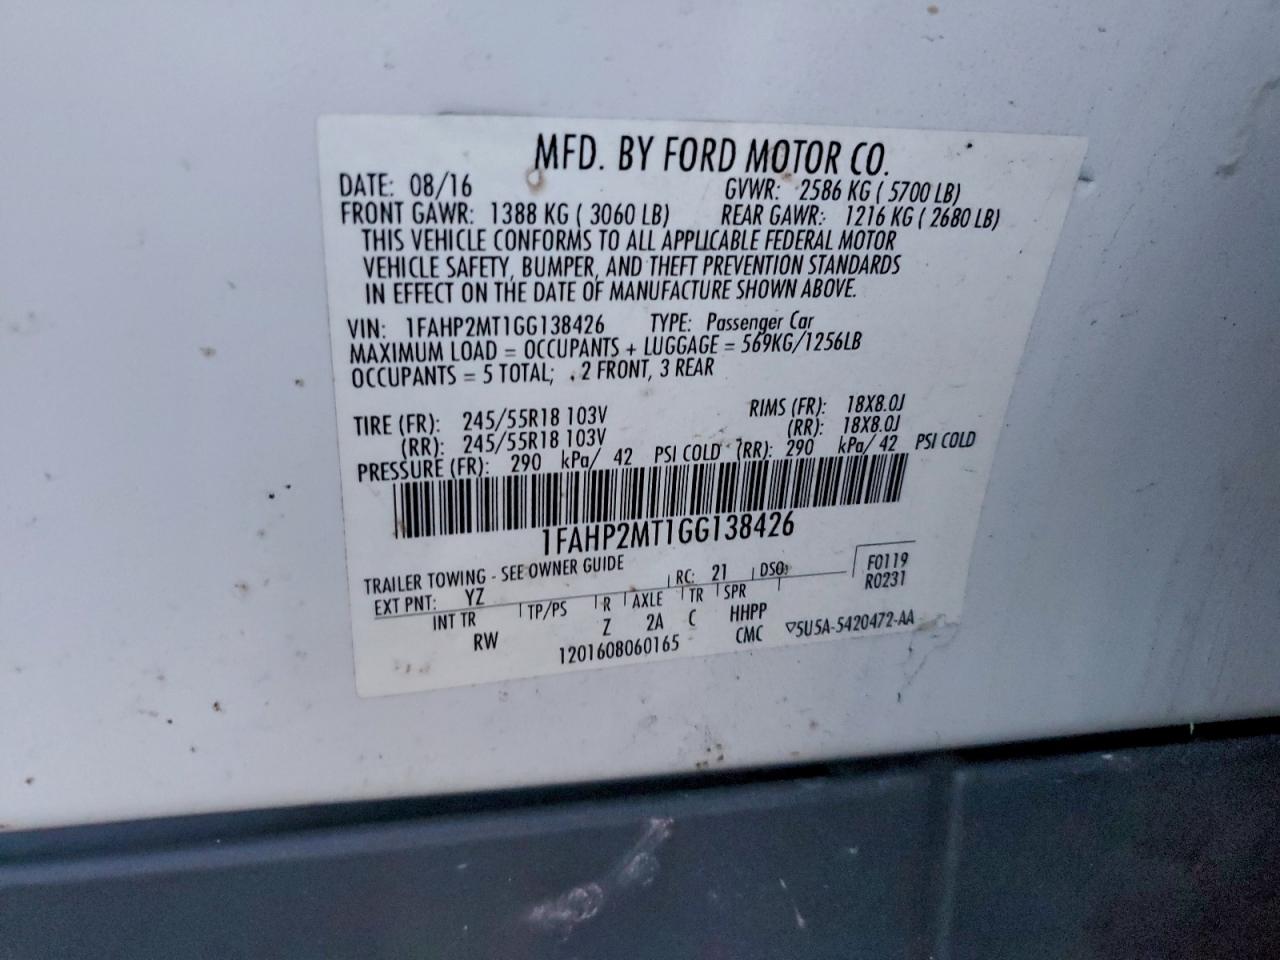 MFD. BY FORD MOTOR CO.
DATE: 08/16 GVWR: 2586 KG ( 5700 LB)
FRONT GAWR: 1388 KG ( 3060 LB) REAR GAWR: 1216 KG ( 2680 LB)
THIS VEHICLE CONFORMS TO ALL APPLICABLE FEDERAL MOTOR
VEHICLE SAFETY, BUMPER, AND THEFT PREVENTION STANDARDS
IN EFFECT ON THE DATE OF MANUFACTURE SHOWN ABOVE.
VIN: 1FAHP2MT1GG138426 TYPE: Passenger Car
MAXIMUM LOAD = OCCUPANTS + LUGGAGE = 569KG/1256LB
OCCUPANTS = 5 TOTAL; 2 FRONT, 3 REAR
TIRE (FR): 245/55R18 103V RIMS (FR): 18X8.0J
(RR): 245/55R18 103V (RR): 18X8.0J
PRESSURE (FR): 290 kPa/ 42 PSI COLD (RR): 290 kPa/ 42 PSI COLD
1FAHP2MT1GG138426
TRAILER TOWING - SEE OWNER GUIDE
EXT PNT: YZ RC: 21 DSO: F0119
R0231
INT TR TP/PS R AXLE TR SPR
RW Z 2A C HHPP
1201608060165 CMC ▽5U5A-5420472-AA